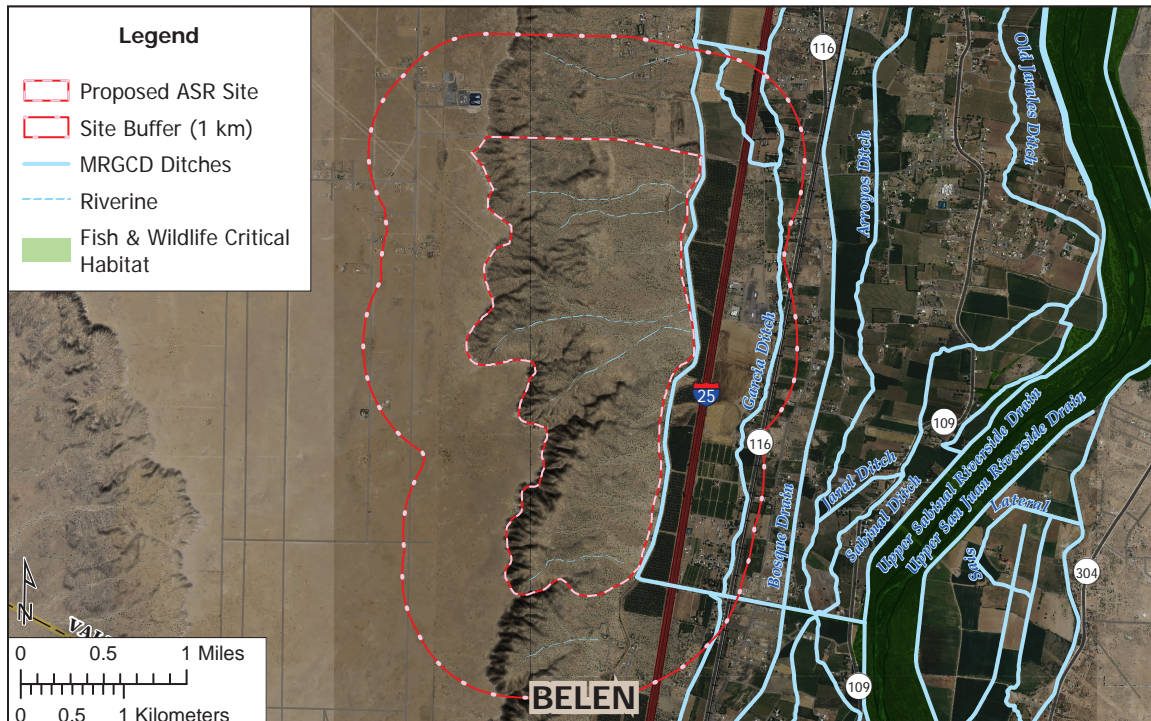 Legend
Proposed ASR Site
Site Buffer (1 km)
MRGCD Ditches
Riverine
Fish & Wildlife Critical
Habitat
116
Old Jarales Ditch
Arroyos Ditch
25
Garcia Ditch
116
109
Jaral Ditch
Sabinal Ditch
Bosque Drain
Upper Sabinal Riverside Drain
Upper San Juan Riverside Drain
Lateral
Sais
304
109
N
0 0.5 1 Miles
0 0.5 1 Kilometers
BELEN